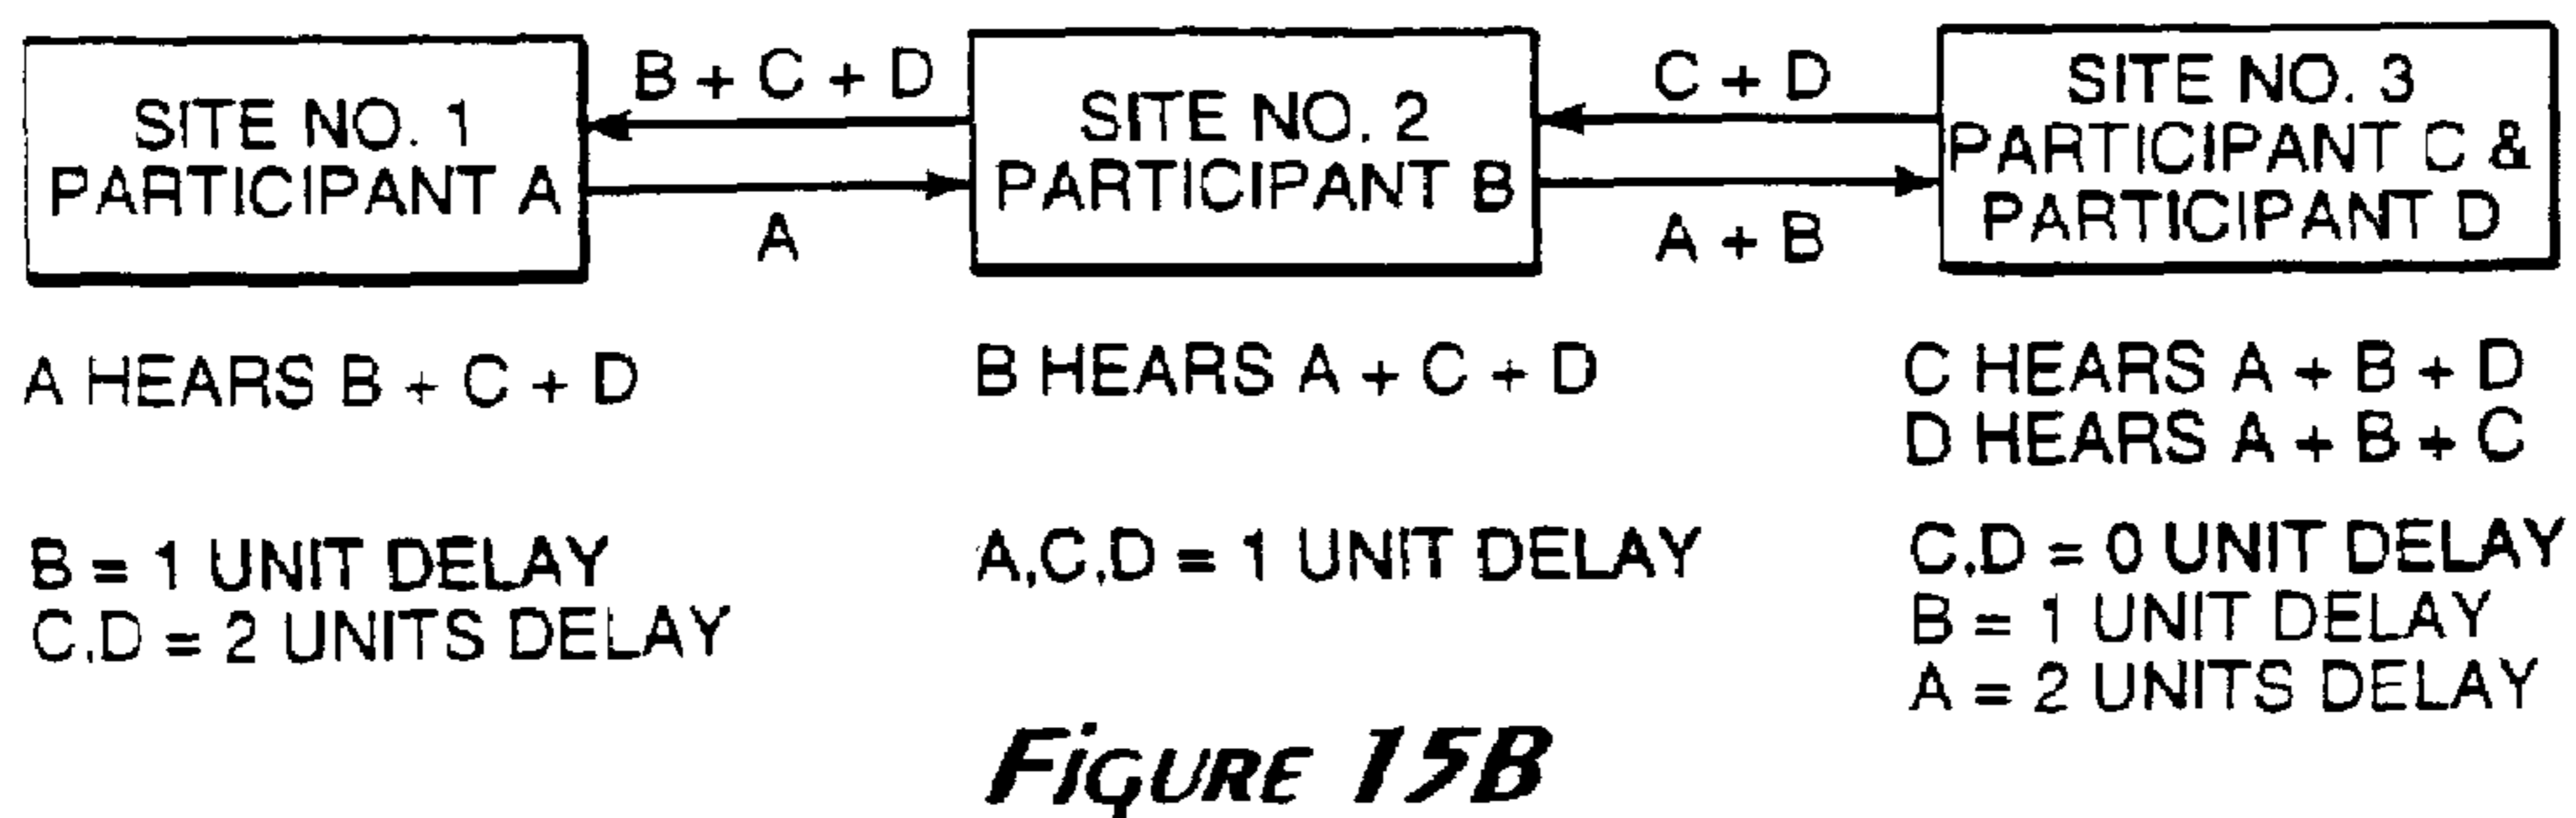 SITE NO. 1
PARTICIPANT A
B + C + D
A
SITE NO. 2
PARTICIPANT B
C + D
A + B
SITE NO. 3
PARTICIPANT C &
PARTICIPANT D
A HEARS B + C + D
B = 1 UNIT DELAY
C,D = 2 UNITS DELAY
B HEARS A + C + D
A,C,D = 1 UNIT DELAY
C HEARS A + B + D
D HEARS A + B + C
C,D = 0 UNIT DELAY
B = 1 UNIT DELAY
A = 2 UNITS DELAY
FIGURE 15B